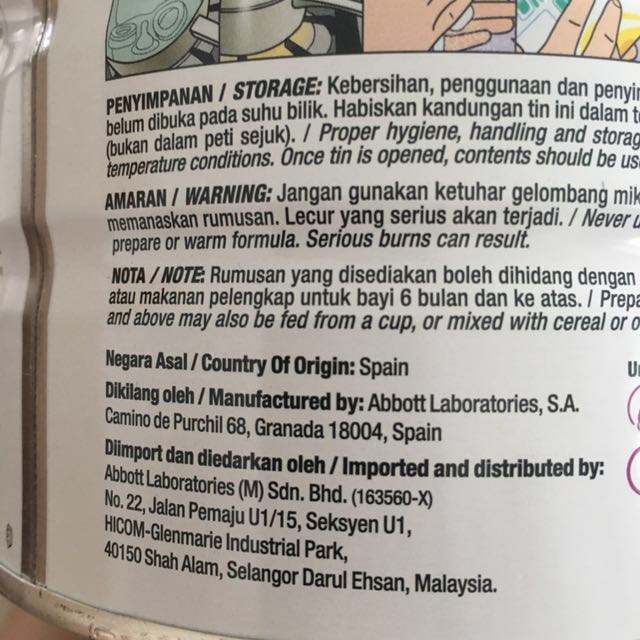 PENYIMPANAN / STORAGE: Kebersihan, penggunaan dan
belum dibuka pada suhu bilik. Habiskan kandungan tin ini dalam
(bukan dalam peti sejuk). / Proper hygiene, handling and
temperature conditions. Once tin is opened, contents should be
AMARAN / WARNING: Jangan gunakan ketuhar gelombang
memanaskan rumusan. Lecur yang serius akan terjadi. / Never
prepare or warm formula. Serious burns can result.
NOTA / NOTE: Rumusan yang disediakan boleh dihidang dengan
atau makanan pelengkap untuk bayi 6 bulan dan ke atas. /
and above may also be fed from a cup, or mixed with cereal or
Negara Asal / Country Of Origin: Spain
Dikilang oleh / Manufactured by: Abbott Laboratories, S.A.
Camino de Purchil 68, Granada 18004, Spain
Diimport dan diedarkan oleh / Imported and distributed by:
Abbott Laboratories (M) Sdn. Bhd. (163560-X)
No. 22, Jalan Pemaju U1/15, Seksyen U1,
HICOM-Glenmarie Industrial Park,
40150 Shah Alam, Selangor Darul Ehsan, Malaysia.